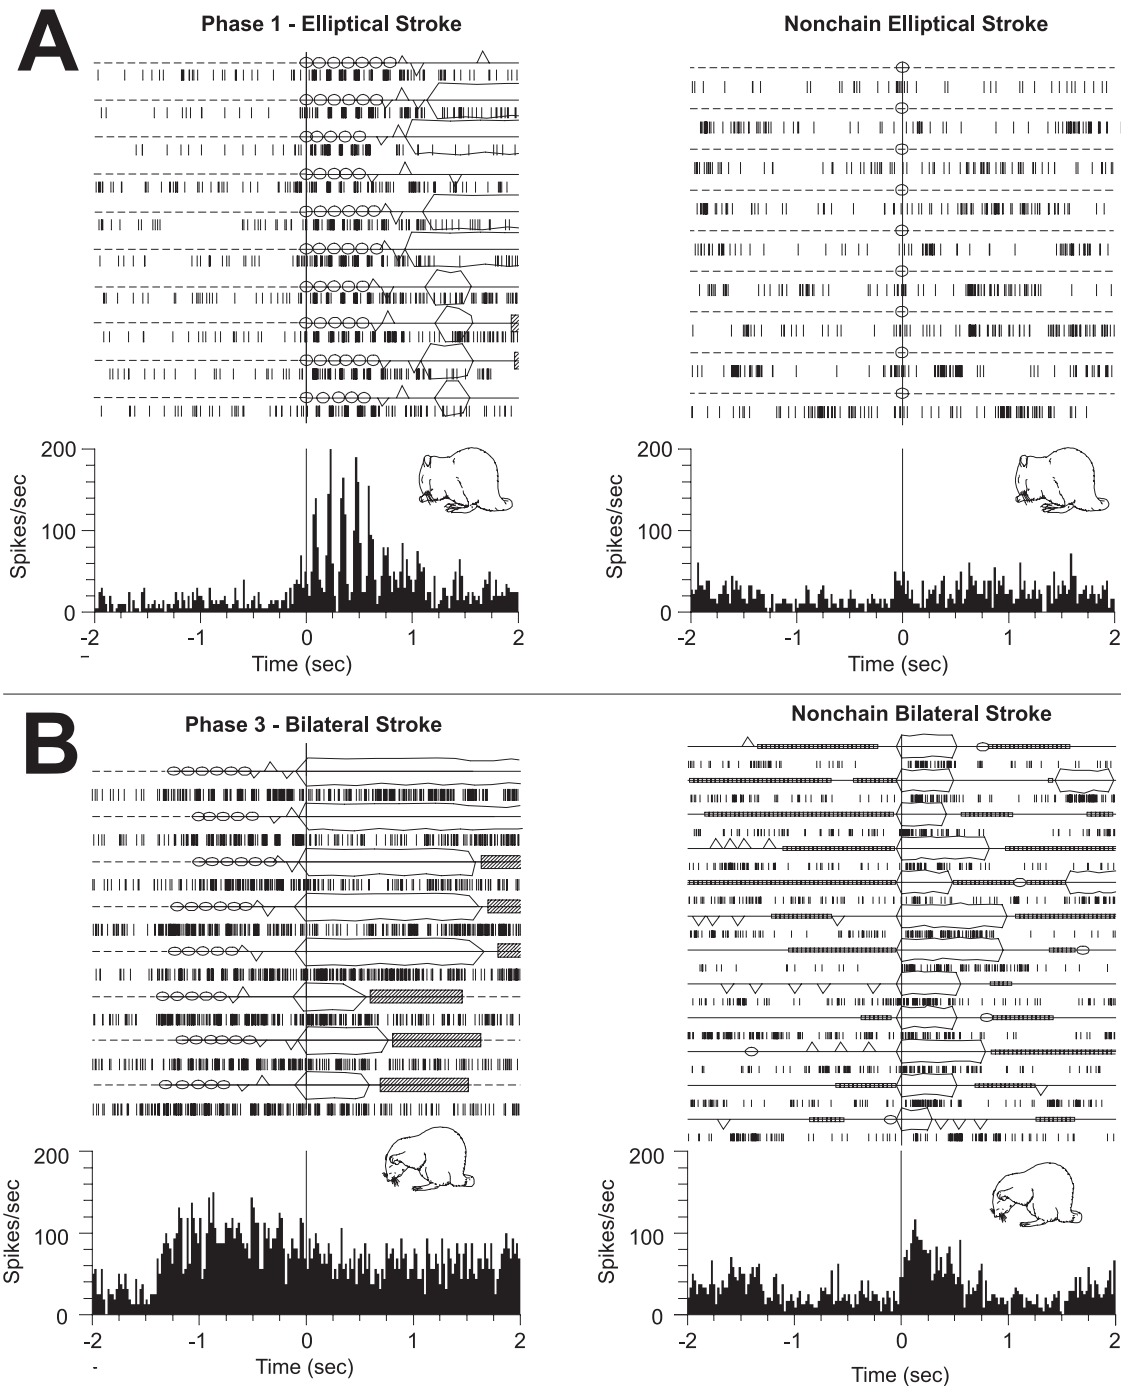 A
Phase 1 - Elliptical Stroke
Nonchain Elliptical Stroke
200
100
0
Spikes/sec
-2
-1
0
1
2
Time (sec)
200
100
0
Spikes/sec
-2
-1
0
1
2
Time (sec)
B
Phase 3 - Bilateral Stroke
Nonchain Bilateral Stroke
200
100
0
Spikes/sec
-2
-1
0
1
2
Time (sec)
200
100
0
Spikes/sec
-2
-1
0
1
2
Time (sec)